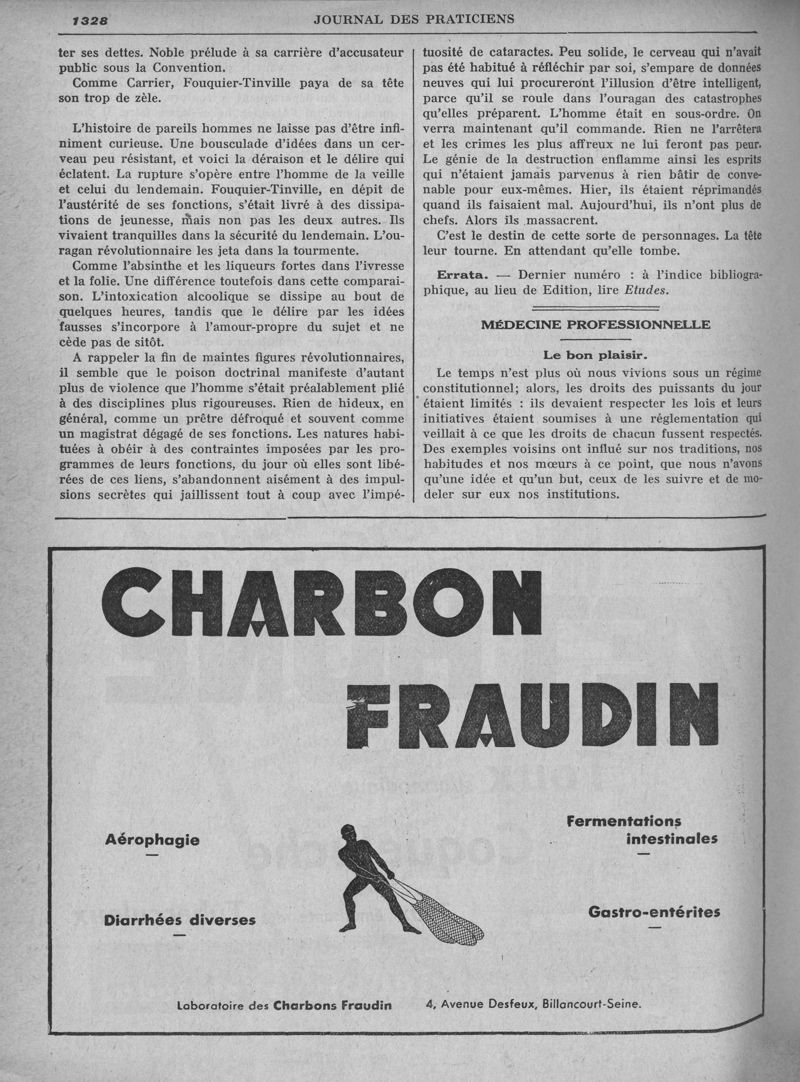 1328
JOURNAL DES PRATICIENS
ter ses dettes. Noble prélude à sa carrière d'accusateur
public sous la Convention.
Comme Carrier, Fouquier-Tinville paya de sa tête
son trop de zèle.
L'histoire de pareils hommes ne laisse pas d'être infi-
niment curieuse. Une bousculade d'idées dans un cer-
veau peu résistant, et voici la déraison et le délire qui
éclatent. La rupture s'opère entre l'homme de la veille
et celui du lendemain. Fouquier-Tinville, en dépit de
l'austérité de ses fonctions, s'était livré à des dissipa-
tions de jeunesse, mais non pas les deux autres. Ils
vivaient tranquilles dans la sécurité du lendemain. L'ou-
ragan révolutionnaire les jeta dans la tourmente.
Comme l'absinthe et les liqueurs fortes dans l'ivresse
et la folie. Une différence toutefois dans cette comparai-
son. L'intoxication alcoolique se dissipe au bout de
quelques heures, tandis que le délire par les idées
fausses s'incorpore à l'amour-propre du sujet et ne
cède pas de sitôt.
A rappeler la fin de maintes figures révolutionnaires,
il semble que le poison doctrinal manifeste d'autant
plus de violence que l'homme s'était préalablement plié
à des disciplines plus rigoureuses. Rien de hideux, en
général, comme un prêtre défroqué et souvent comme
un magistrat dégagé de ses fonctions. Les natures habi-
tuées à obéir à des contraintes imposées par les pro-
grammes de leurs fonctions, du jour où elles sont libé-
rées de ces liens, s'abandonnent aisément à des impul-
sions secrètes qui jaillissent tout à coup avec l'impé-
tuosité de cataractes. Peu solide, le cerveau qui n'avait
pas été habitué à réfléchir par soi, s'empare de données
neuves qui lui procureront l'illusion d'être intelligent,
parce qu'il se roule dans l'ouragan des catastrophes
qu'elles préparent. L'homme était en sous-ordre. On
verra maintenant qu'il commande. Rien ne l'arrêtera
et les crimes les plus affreux ne lui feront pas peur.
Le génie de la destruction enflamme ainsi les esprits
qui n'étaient jamais parvenus à rien bâtir de conve-
nable pour eux-mêmes. Hier, ils étaient réprimandés
quand ils faisaient mal. Aujourd'hui, ils n'ont plus de
chefs. Alors ils massacrent.
C'est le destin de cette sorte de personnages. La tête
leur tourne. En attendant qu'elle tombe.
Errata. — Dernier numéro : à l'indice bibliogra-
phique, au lieu de Edition, lire Etudes.
MÉDECINE PROFESSIONNELLE
Le bon plaisir.
Le temps n'est plus où nous vivions sous un régime
constitutionnel; alors, les droits des puissants du jour
étaient limités : ils devaient respecter les lois et leurs
initiatives étaient soumises à une réglementation qui
veillait à ce que les droits de chacun fussent respectés.
Des exemples voisins ont influé sur nos traditions, nos
habitudes et nos mœurs à ce point, que nous n'avons
qu'une idée et qu'un but, ceux de les suivre et de mo-
deler sur eux nos institutions.
CHARBON
FRAUDIN
Aérophagie
Fermentations
intestinales
Diarrhées diverses
Gastro-entérites
Laboratoire des Charbons Fraudin 4, Avenue Desfeux, Billancourt-Seine.